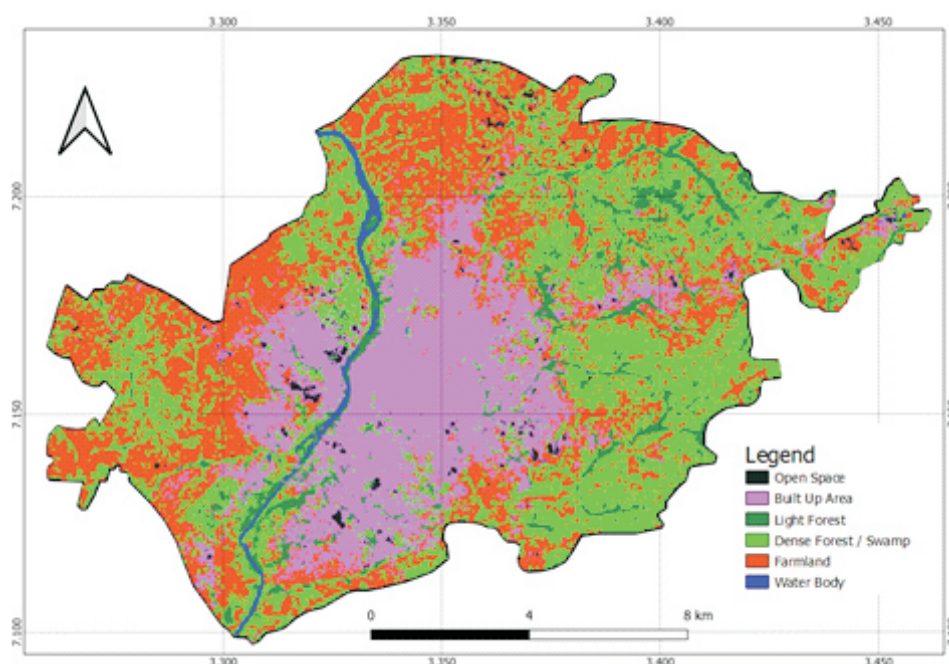 3.300 3.350 3.400 3.450
7.200
7.150
7.100
Legend
Open Space
Built Up Area
Light Forest
Dense Forest / Swamp
Farmland
Water Body
0 4 8 km
3.300 3.350 3.400 3.450